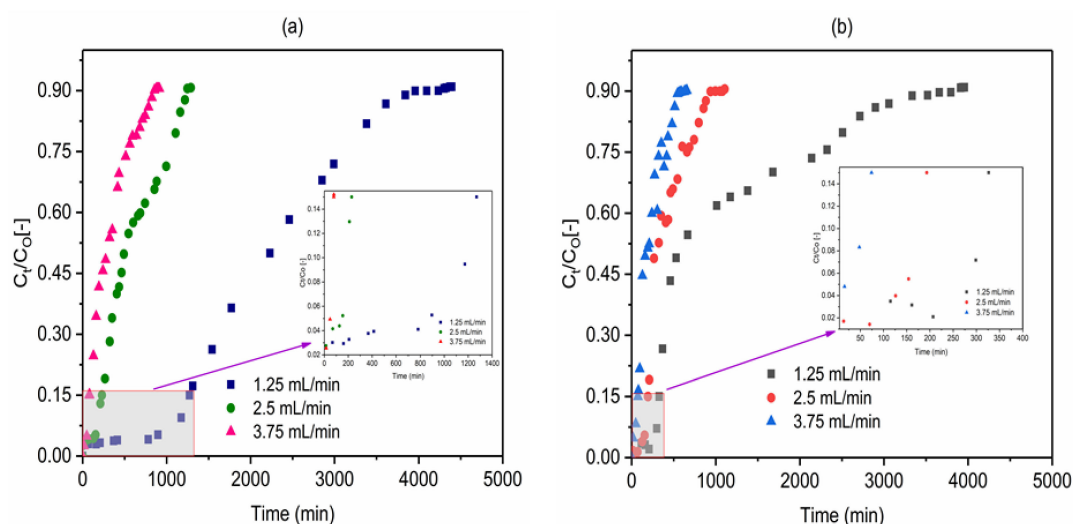 (a)
Ct/CO[-]
0.90
0.75
0.60
0.45
0.30
0.15
0.00
0 1000 2000 3000 4000 5000
Time (min)
1.25 mL/min
2.5 mL/min
3.75 mL/min
Ct/Co [-]
0.14
0.12
0.10
0.08
0.06
0.04
0.02
0 200 400 600 800 1000 1200 1400
Time (min)
1.25 mL/min
2.5 mL/min
3.75 mL/min
(b)
Ct/CO[-]
0.90
0.75
0.60
0.45
0.30
0.15
0.00
0 1000 2000 3000 4000 5000
Time (min)
1.25 mL/min
2.5 mL/min
3.75 mL/min
Ct/Co [-]
0.14
0.12
0.10
0.08
0.06
0.04
0.02
50 100 150 200 250 300 350 400
Time (min)
1.25 mL/min
2.5 mL/min
3.75 mL/min